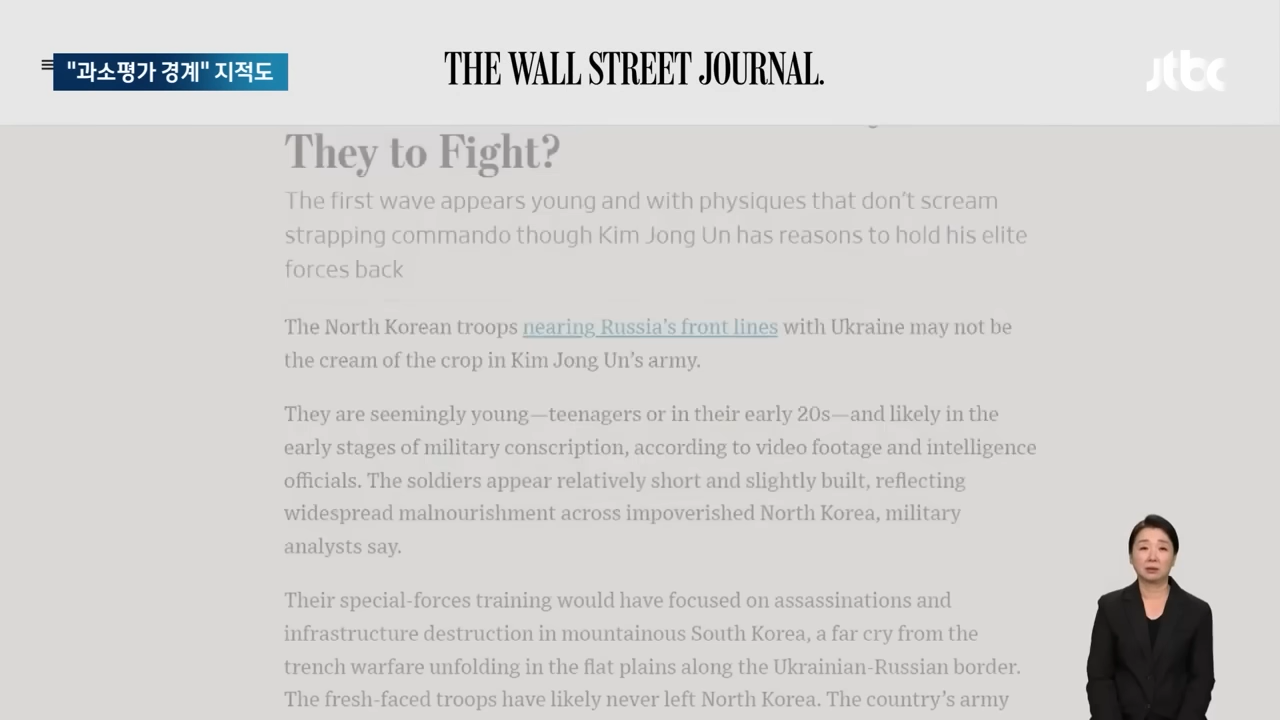 "과소평가 경계" 지적도
THE WALL STREET JOURNAL.
jtbc
They to Fight?
The first wave appears young and with physiques that don't scream
strapping commando though Kim Jong Un has reasons to hold his elite
forces back
The North Korean troops nearing Russia's front lines with Ukraine may not be
the cream of the crop in Kim Jong Un's army.
They are seemingly young—teenagers or in their early 20s—and likely in the
early stages of military conscription, according to video footage and intelligence
officials. The soldiers appear relatively short and slightly built, reflecting
widespread malnourishment across impoverished North Korea, military
analysts say.
Their special-forces training would have focused on assassinations and
infrastructure destruction in mountainous South Korea, a far cry from the
trench warfare unfolding in the flat plains along the Ukrainian-Russian border.
The fresh-faced troops have likely never left North Korea. The country's army